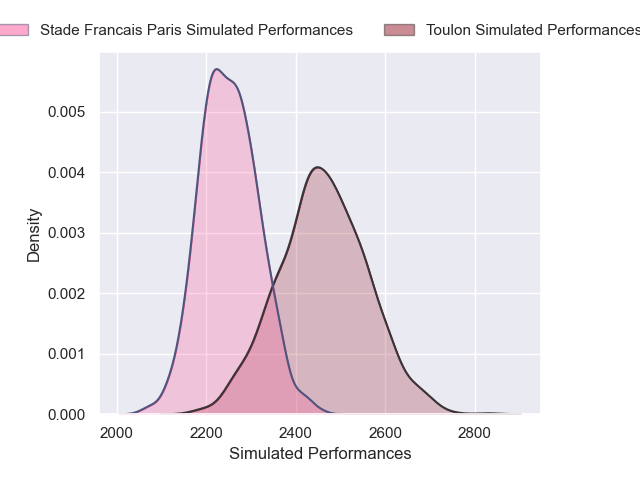 Stade Francais Paris Simulated Performances Toulon Simulated Performances
0.005
0.004
0.003
0.002
0.001
0.000
Density
2000 2200 2400 2600 2800
Simulated Performances